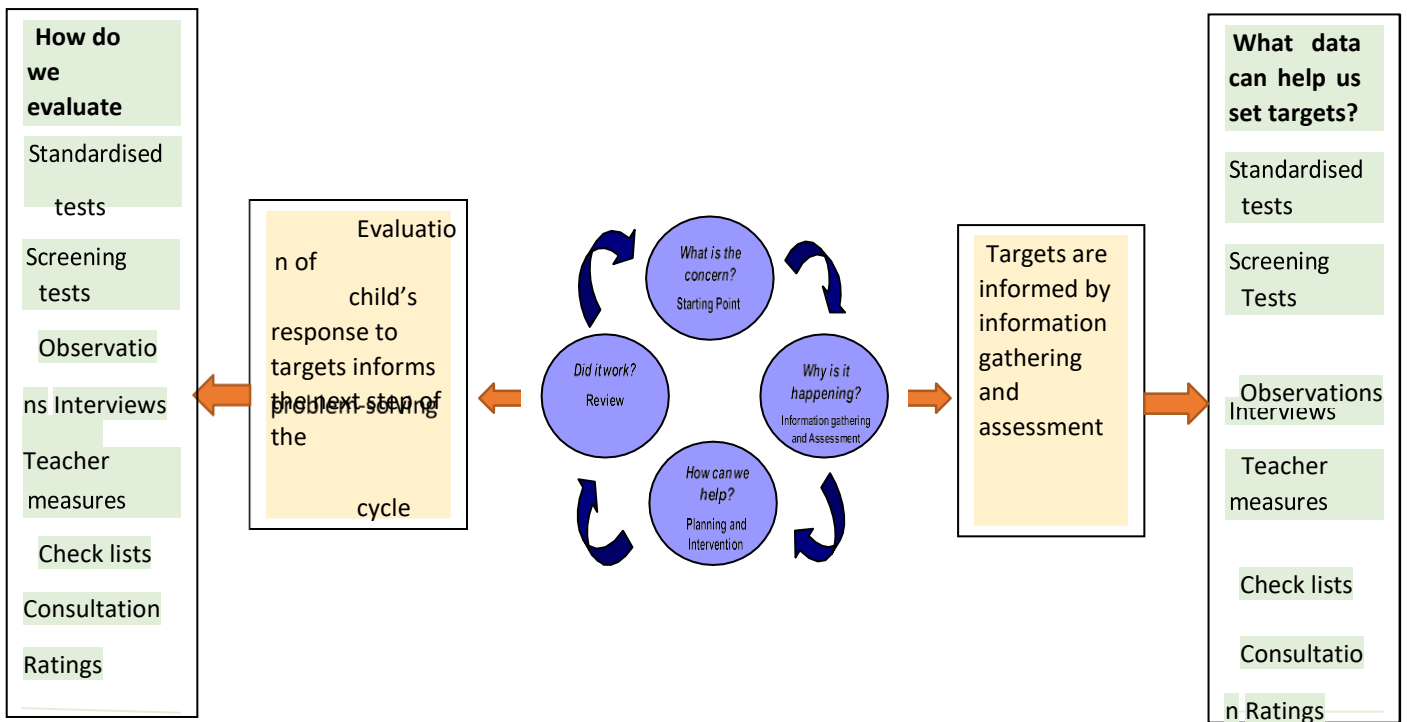 How do
we
evaluate
Standardised
tests
Screening
tests
Observatio
ns Interviews
Teacher
measures
Check lists
Consultation
Ratings
Evaluatio
n of
child’s
response to
targets informs
the next step of
problem-solving
the
cycle
What is the
concern?
Starting Point
Why is it
happening?
Information gathering
and Assessment
How can we
help?
Planning and
Intervention
Did it work?
Review
Targets are
informed by
information
gathering
and
assessment
What data
can help us
set targets?
Standardised
tests
Screening
Tests
Observations
Interviews
Teacher
measures
Check lists
Consultatio
n Ratings